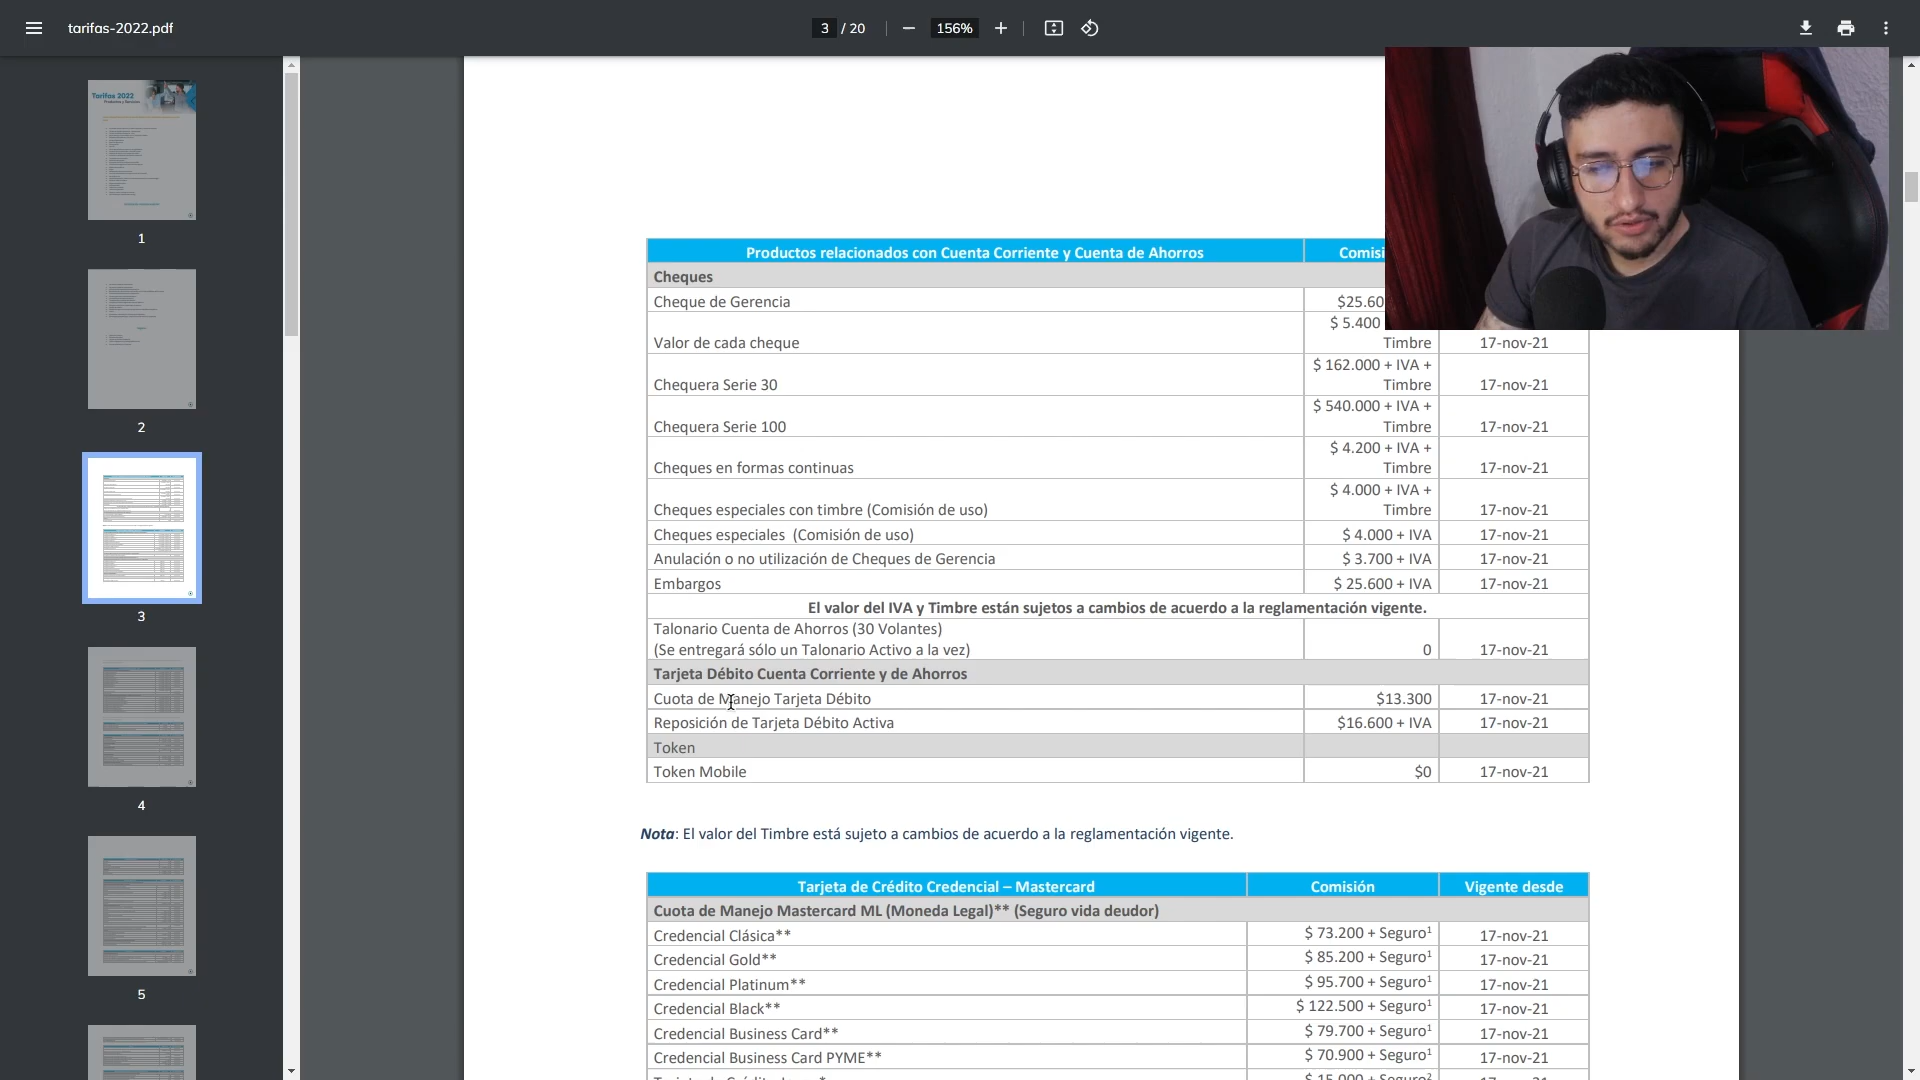 tarifas-2022.pdf
3 / 20
156%
Tarifas 2022
1
2
3
4
5
Productos relacionados con Cuenta Corriente y Cuenta de Ahorros Comisi
Cheques
Cheque de Gerencia $25.60
$ 5.400
Valor de cada cheque Timbre 17-nov-21
$ 162.000 + IVA +
Chequera Serie 30 Timbre 17-nov-21
$ 540.000 + IVA +
Chequera Serie 100 Timbre 17-nov-21
$ 4.200 + IVA +
Cheques en formas continuas Timbre 17-nov-21
$ 4.000 + IVA +
Cheques especiales con timbre (Comisión de uso) Timbre 17-nov-21
Cheques especiales (Comisión de uso) $ 4.000 + IVA 17-nov-21
Anulación o no utilización de Cheques de Gerencia $ 3.700 + IVA 17-nov-21
Embargos $ 25.600 + IVA 17-nov-21
El valor del IVA y Timbre están sujetos a cambios de acuerdo a la reglamentación vigente.
Talonario Cuenta de Ahorros (30 Volantes)
(Se entregará sólo un Talonario Activo a la vez) 0 17-nov-21
Tarjeta Débito Cuenta Corriente y de Ahorros
Cuota de Manejo Tarjeta Débito $13.300 17-nov-21
Reposición de Tarjeta Débito Activa $16.600 + IVA 17-nov-21
Token
Token Mobile $0 17-nov-21
Nota: El valor del Timbre está sujeto a cambios de acuerdo a la reglamentación vigente.
Tarjeta de Crédito Credencial – Mastercard Comisión Vigente desde
Cuota de Manejo Mastercard ML (Moneda Legal)** (Seguro vida deudor)
Credencial Clásica** $ 73.200 + Seguro¹ 17-nov-21
Credencial Gold** $ 85.200 + Seguro¹ 17-nov-21
Credencial Platinum** $ 95.700 + Seguro¹ 17-nov-21
Credencial Black** $ 122.500 + Seguro¹ 17-nov-21
Credencial Business Card** $ 79.700 + Seguro¹ 17-nov-21
Credencial Business Card PYME** $ 70.900 + Seguro¹ 17-nov-21
$ 15.000 + Seguro²